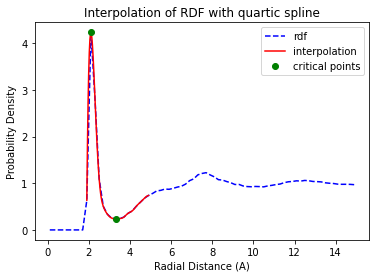 Interpolation of RDF with quartic spline
rdf
interpolation
critical points
Probability Density
4
3
2
1
0
0 2 4 6 8 10 12 14
Radial Distance (A)